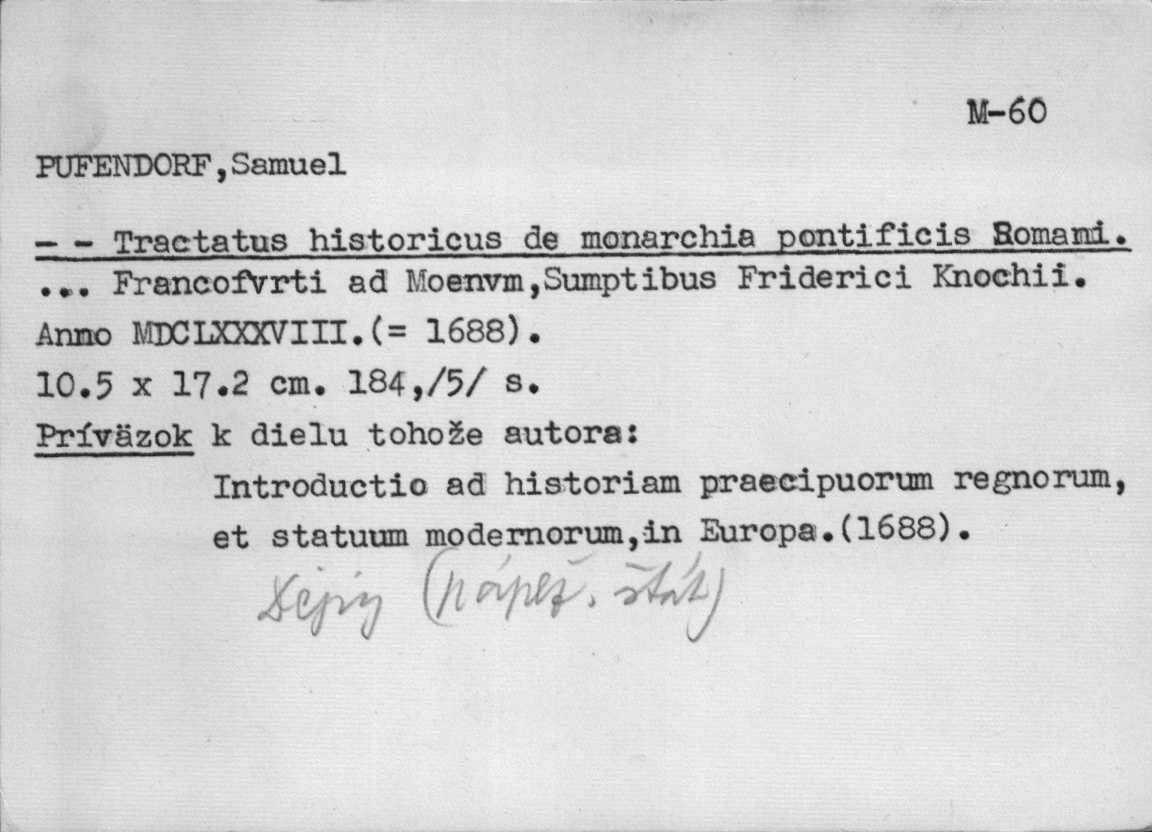 M-60
PUFENDORF,Samuel
- - Tractatus historicus de monarchia pontificis Romani.
... Francofvrti ad Moenvm,Sumptibus Friderici Knochii.
Anno MDCLXXXVIII.(= 1688).
10.5 x 17.2 cm. 184,/5/ s.
Príväzok k dielu tohože autora:
Introductio ad historiam praecipuorum regnorum,
et statuum modernorum,in Europa.(1688).
Dejiny (pápež. štát)